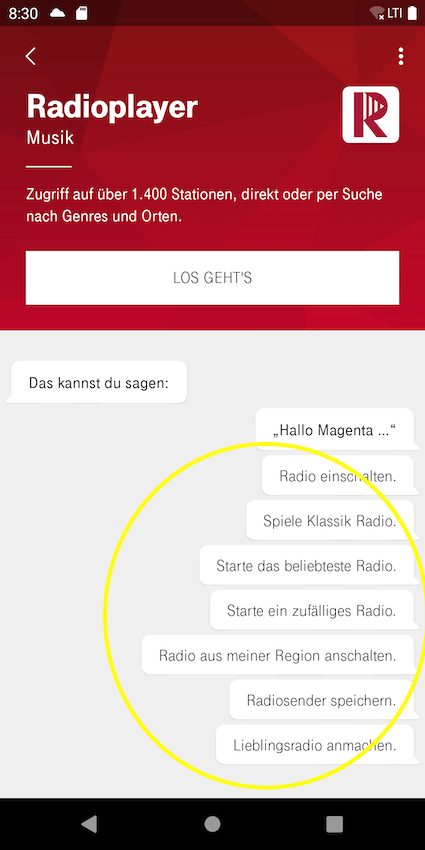 8:30
LTI
Radioplayer
Musik
R
Zugriff auf über 1.400 Stationen, direkt oder per Suche
nach Genres und Orten.
LOS GEHT'S
Das kannst du sagen:
„Hallo Magenta ...“
Radio einschalten.
Spiele Klassik Radio.
Starte das beliebteste Radio.
Starte ein zufälliges Radio.
Radio aus meiner Region anschalten.
Radiosender speichern.
Lieblingsradio anmachen.